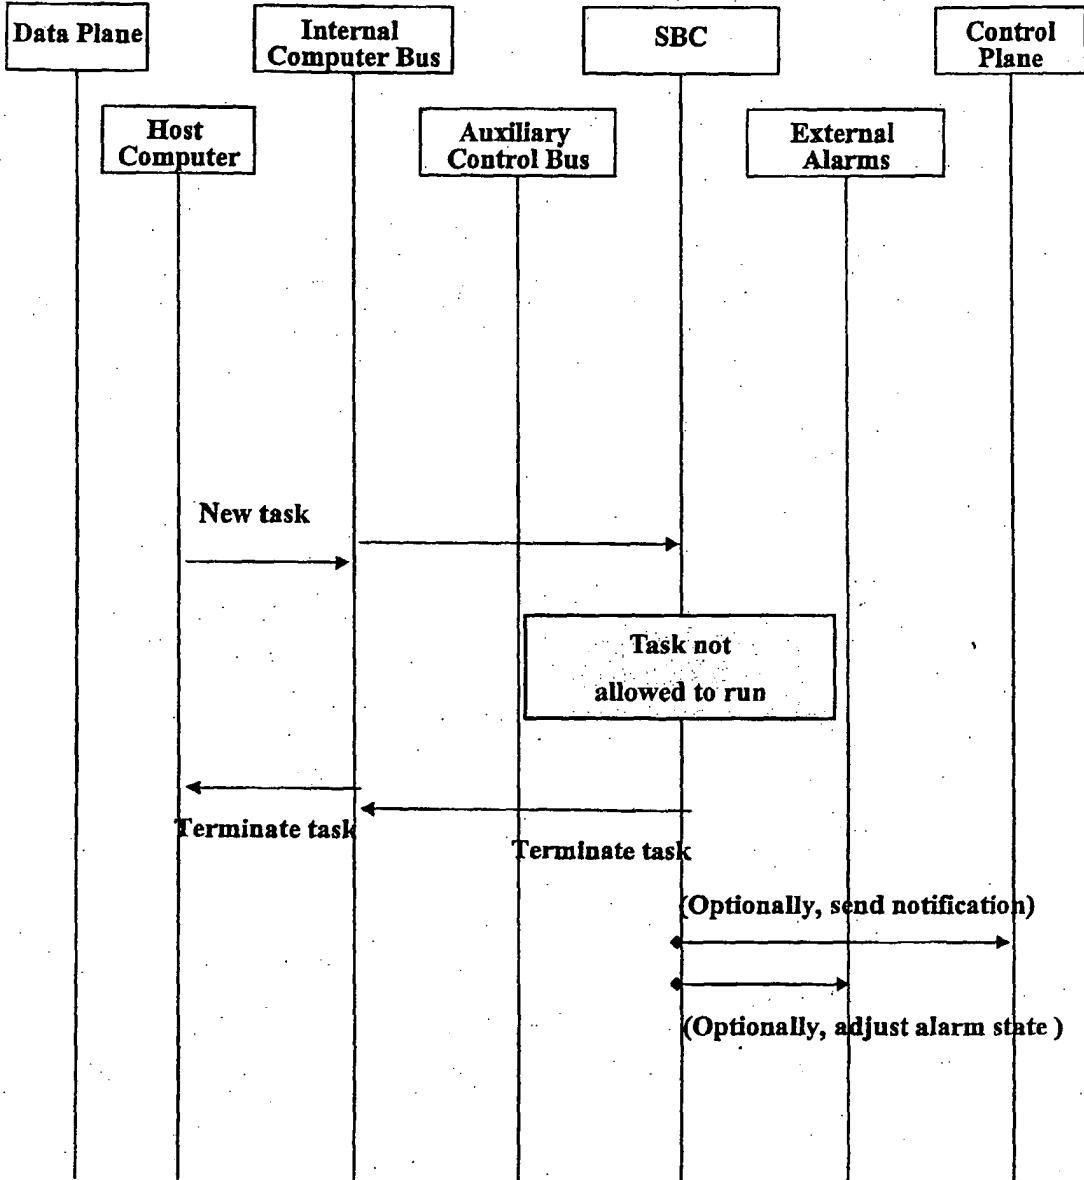 Data Plane
Internal
Computer Bus
SBC
Control
Plane
Host
Computer
Auxiliary
Control Bus
External
Alarms
New task
Task not
allowed to run
Terminate task
Terminate task
(Optionally, send notification)
(Optionally, adjust alarm state )